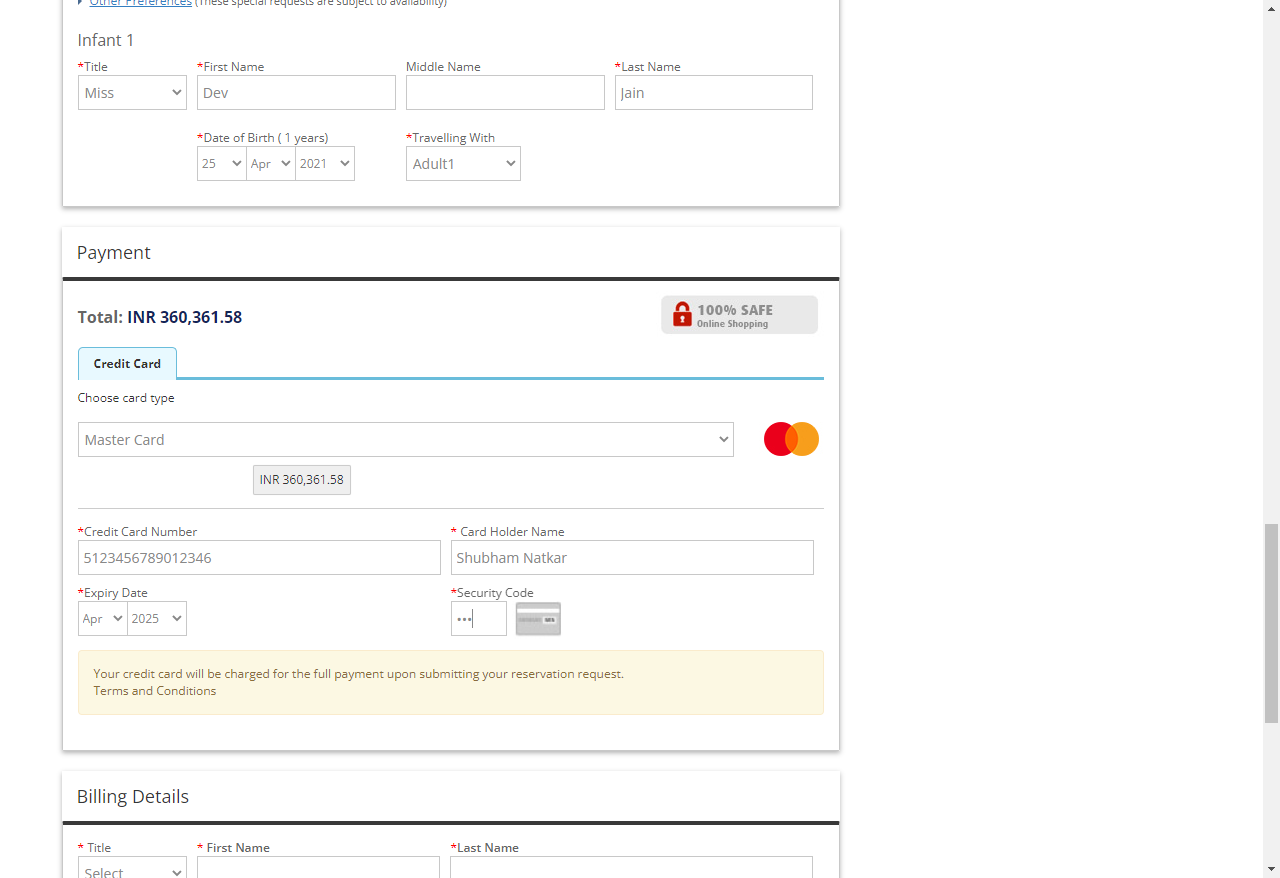 Other Preferences (These special requests are subject to availability)
Infant 1
*Title *First Name Middle Name *Last Name
Miss Dev Jain
*Date of Birth ( 1 years) *Travelling With
25 Apr 2021 Adult1
Payment
Total: INR 360,361.58
100% SAFE
Online Shopping
Credit Card
Choose card type
Master Card
INR 360,361.58
*Credit Card Number * Card Holder Name
5123456789012346 Shubham Natkar
*Expiry Date *Security Code
Apr 2025 •••
Your credit card will be charged for the full payment upon submitting your reservation request.
Terms and Conditions
Billing Details
* Title * First Name *Last Name
Select